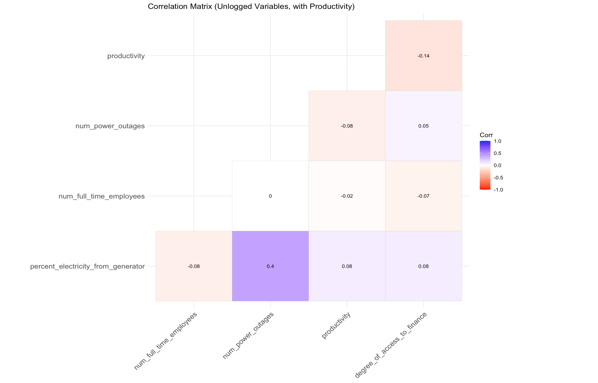 Correlation Matrix (Unlogged Variables, with Productivity)
productivity
-0.14
num_power_outages
-0.08
0.05
num_full_time_employees
0
-0.02
-0.07
percent_electricity_from_generator
-0.08
0.4
0.08
0.08
num_full_time_employees
num_power_outages
productivity
degree_of_access_to_finance
Corr
1.0
0.5
0.0
-0.5
-1.0